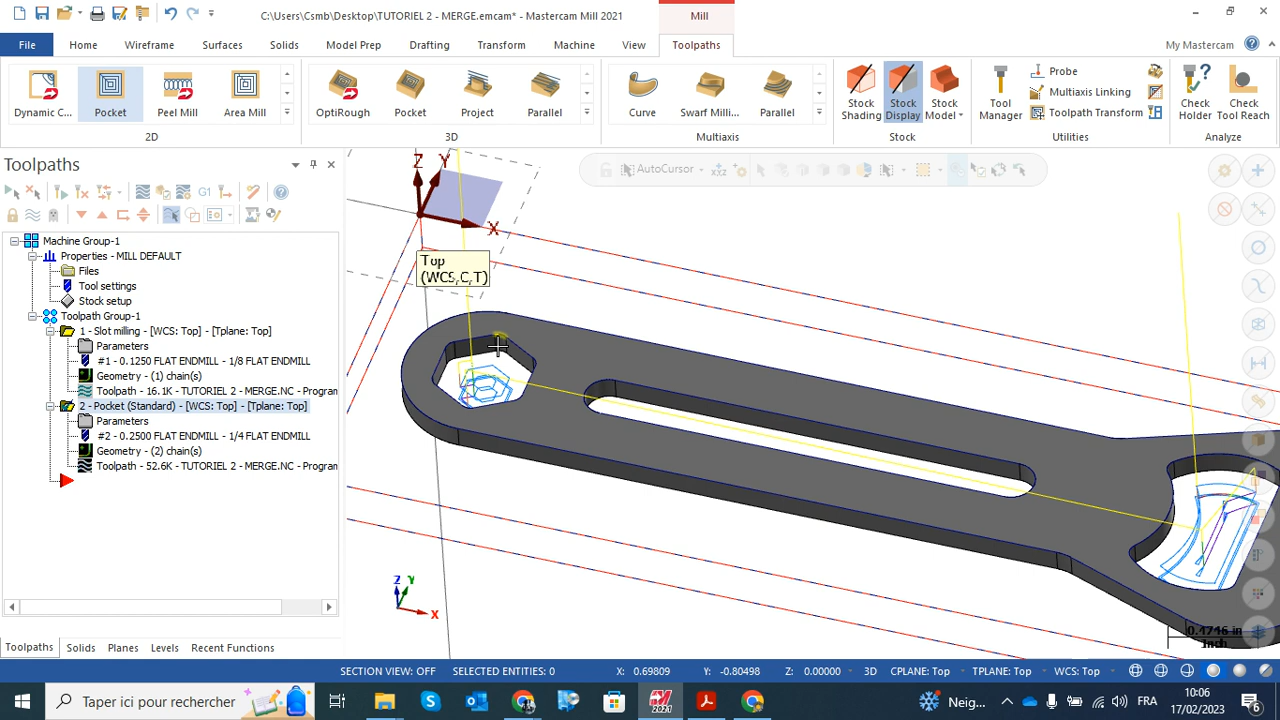 C:\Users\Csmb\Desktop\TUTORIEL 2 - MERGE.emcam* - Mastercam Mill 2021
Mill
File
Home
Wireframe
Surfaces
Solids
Model Prep
Drafting
Transform
Machine
View
Toolpaths
My Mastercam
Dynamic C...
Pocket
Peel Mill
Area Mill
2D
OptiRough
Pocket
Project
Parallel
3D
Curve
Swarf Milli...
Parallel
Multiaxis
Stock
Shading
Stock
Display
Stock
Model
Stock
Tool
Manager
Probe
Multiaxis Linking
Toolpath Transform
Utilities
Check
Holder
Check
Tool Reach
Analyze
Toolpaths
G1
AutoCursor
Machine Group-1
Properties - MILL DEFAULT
Files
Tool settings
Stock setup
Toolpath Group-1
1 - Slot milling - [WCS: Top] - [Tplane: Top]
Parameters
#1 - 0.1250 FLAT ENDMILL - 1/8 FLAT ENDMILL
Geometry - (1) chain(s)
Toolpath - 16.1K - TUTORIEL 2 - MERGE.NC - Program
2 - Pocket (Standard) - [WCS: Top] - [Tplane: Top]
Parameters
#2 - 0.2500 FLAT ENDMILL - 1/4 FLAT ENDMILL
Geometry - (2) chain(s)
Toolpath - 52.6K - TUTORIEL 2 - MERGE.NC - Program
Z
Y
X
Top
(WCS,C,T)
Z
Y
X
0.4746 in
Inch
Toolpaths
Solids
Planes
Levels
Recent Functions
SECTION VIEW: OFF
SELECTED ENTITIES: 0
X: 0.69809
Y: -0.80498
Z: 0.00000
3D
CPLANE: Top
TPLANE: Top
WCS: Top
Taper ici pour rechercher
2021
Neig...
FRA
10:06
17/02/2023
6